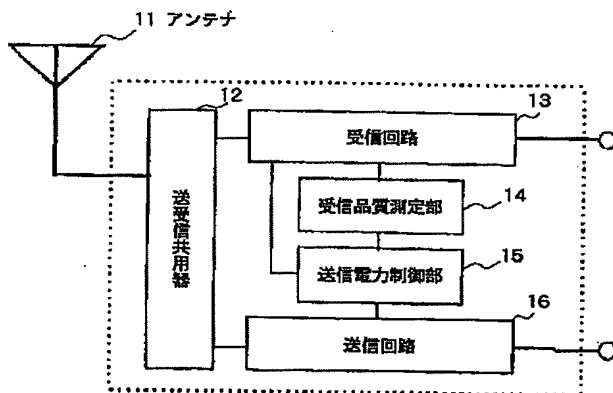 11 アンテナ
12
13
受信回路
送受信共用器
受信品質測定部
14
送信電力制御部
15
16
送信回路